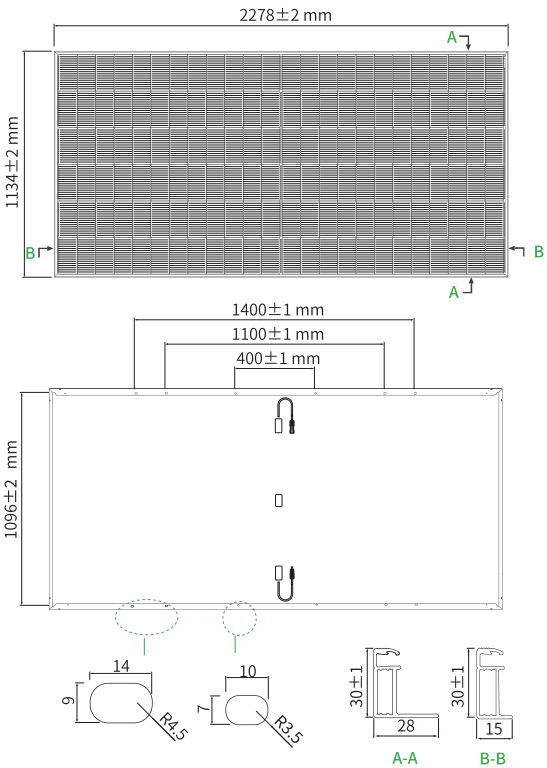 2278±2 mm
A
1134±2 mm
B
B
A
1400±1 mm
1100±1 mm
400±1 mm
1096±2 mm
14
9
R4.5
10
7
R3.5
30±1
28
A-A
30±1
15
B-B